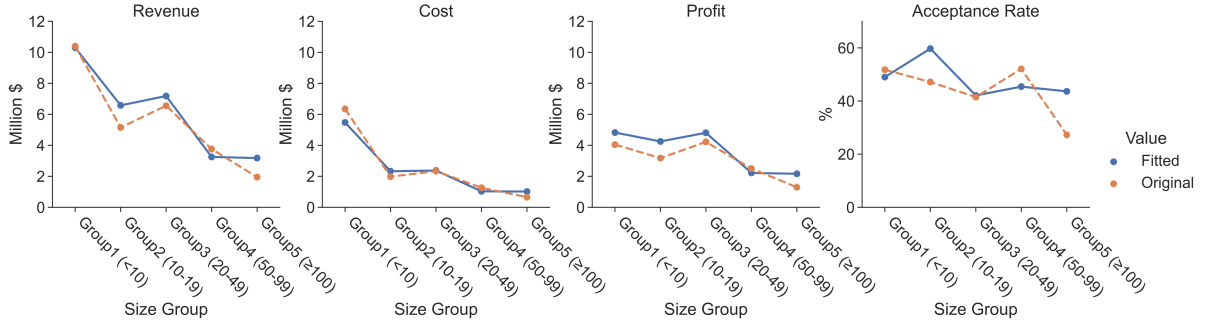 Revenue
12
10
8
6
4
2
0
Million $
Group1 (<10)
Group2 (10-19)
Group3 (20-49)
Group4 (50-99)
Group5 (≥100)
Size Group
Cost
12
10
8
6
4
2
0
Million $
Group1 (<10)
Group2 (10-19)
Group3 (20-49)
Group4 (50-99)
Group5 (≥100)
Size Group
Profit
12
10
8
6
4
2
0
Million $
Group1 (<10)
Group2 (10-19)
Group3 (20-49)
Group4 (50-99)
Group5 (≥100)
Size Group
Acceptance Rate
60
40
20
0
%
Group1 (<10)
Group2 (10-19)
Group3 (20-49)
Group4 (50-99)
Group5 (≥100)
Size Group
Value
Fitted
Original